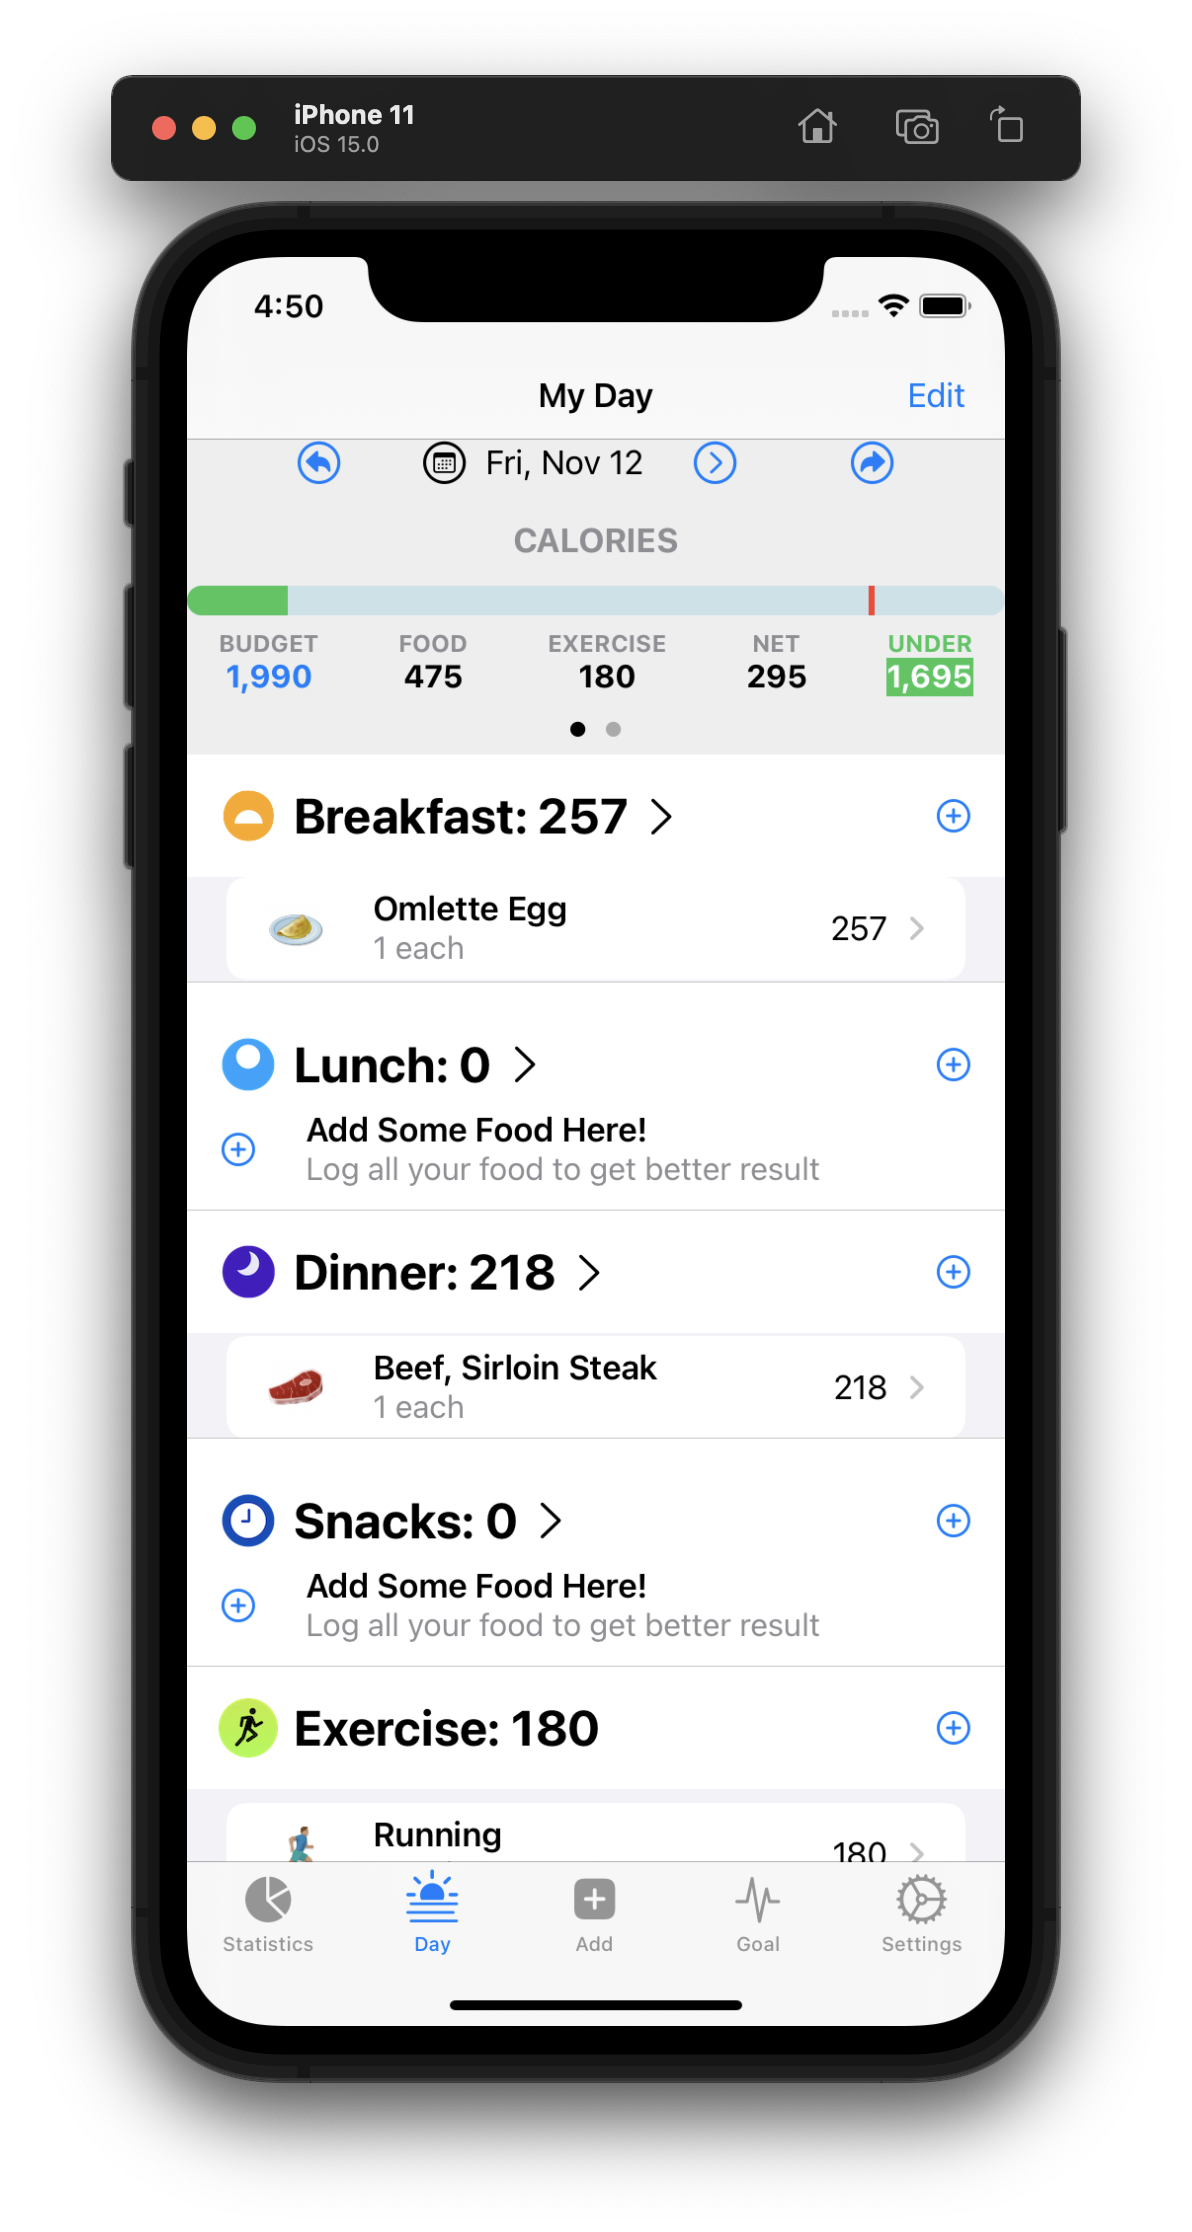 iPhone 11
iOS 15.0
4:50
My Day
Edit
Fri, Nov 12
CALORIES
BUDGET FOOD EXERCISE NET UNDER
1,990 475 180 295 1,695
Breakfast: 257
Omlette Egg
1 each
257
Lunch: 0
Add Some Food Here!
Log all your food to get better result
Dinner: 218
Beef, Sirloin Steak
1 each
218
Snacks: 0
Add Some Food Here!
Log all your food to get better result
Exercise: 180
Running
180
Statistics Day Add Goal Settings